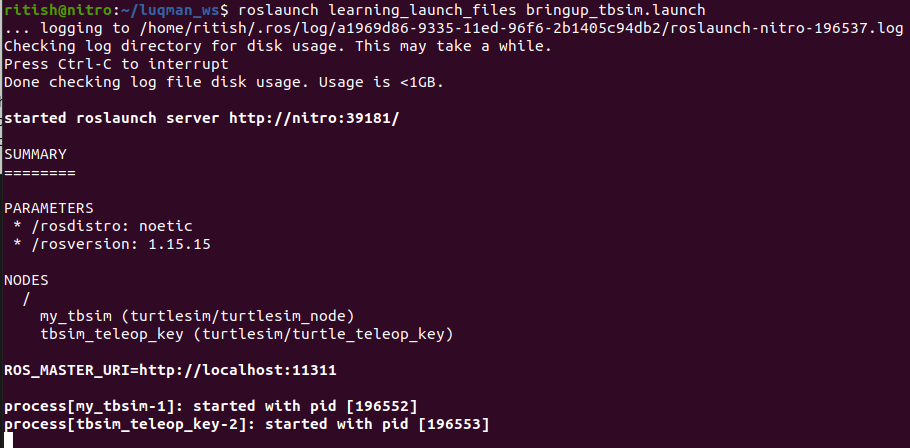 ritish@nitro:~/luqman_ws$ roslaunch learning_launch_files bringup_tbsim.launch
... logging to /home/ritish/.ros/log/a1969d86-9335-11ed-96f6-2b1405c94db2/roslaunch-nitro-196537.log
Checking log directory for disk usage. This may take a while.
Press Ctrl-C to interrupt
Done checking log file disk usage. Usage is <1GB.
started roslaunch server http://nitro:39181/
SUMMARY
========
PARAMETERS
 * /rosdistro: noetic
 * /rosversion: 1.15.15
NODES
  /
    my_tbsim (turtlesim/turtlesim_node)
    tbsim_teleop_key (turtlesim/turtle_teleop_key)
ROS_MASTER_URI=http://localhost:11311
process[my_tbsim-1]: started with pid [196552]
process[tbsim_teleop_key-2]: started with pid [196553]